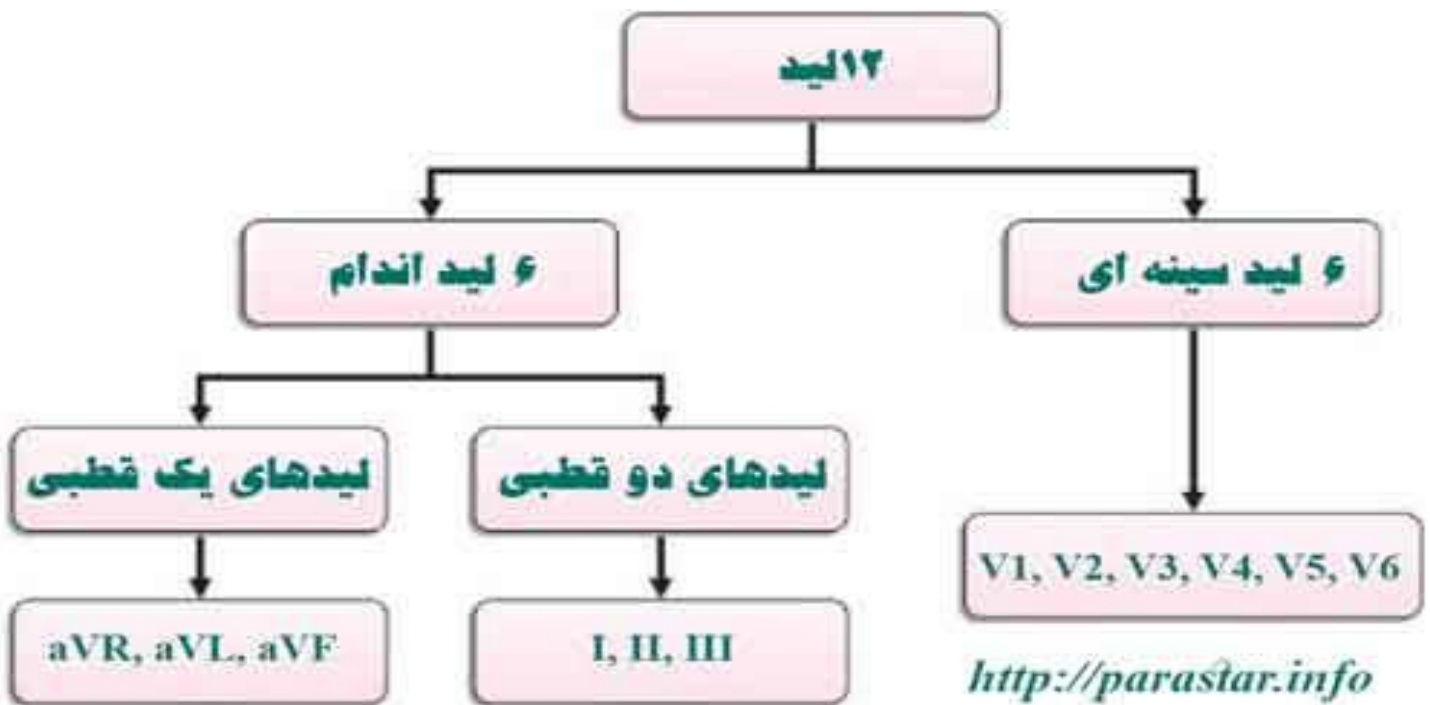 ۱۲لید
۶ لید سینه ای
۶ لید اندام
لیدهای دو قطبی
لیدهای یک قطبی
V1, V2, V3, V4, V5, V6
I, II, III
aVR, aVL, aVF
http://parastar.info